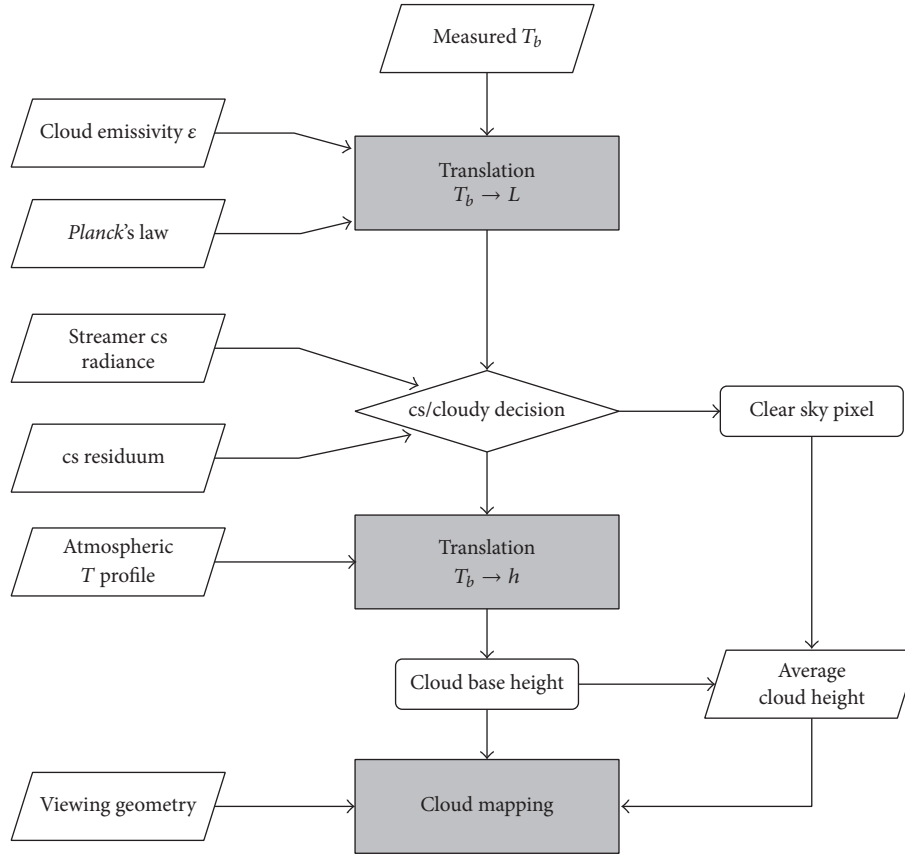 Measured T_b
Cloud emissivity ε
Translation
T_b → L
Planck's law
Streamer cs
radiance
cs/cloudy decision
Clear sky pixel
cs residuum
Atmospheric
T profile
Translation
T_b → h
Cloud base height
Average
cloud height
Viewing geometry
Cloud mapping